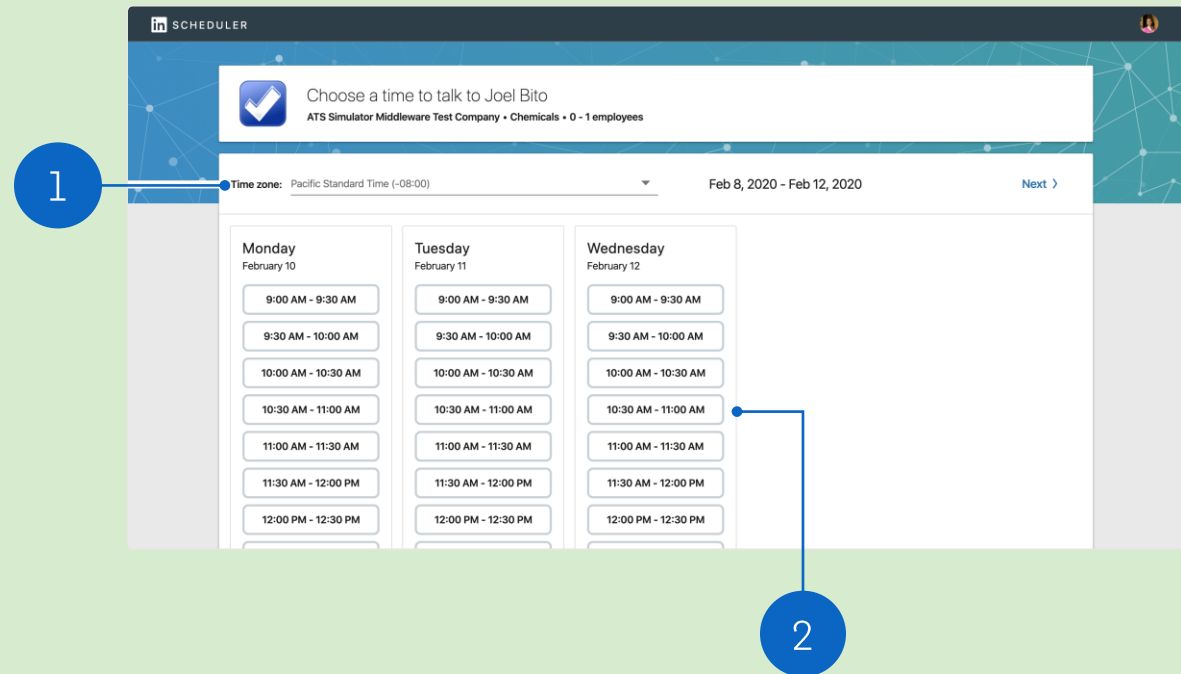 in SCHEDULER
Choose a time to talk to Joel Bito
ATS Simulator Middleware Test Company • Chemicals • 0 - 1 employees
1
Time zone: Pacific Standard Time (-08:00)
Feb 8, 2020 - Feb 12, 2020
Next >
Monday
February 10
9:00 AM - 9:30 AM
9:30 AM - 10:00 AM
10:00 AM - 10:30 AM
10:30 AM - 11:00 AM
11:00 AM - 11:30 AM
11:30 AM - 12:00 PM
12:00 PM - 12:30 PM
Tuesday
February 11
9:00 AM - 9:30 AM
9:30 AM - 10:00 AM
10:00 AM - 10:30 AM
10:30 AM - 11:00 AM
11:00 AM - 11:30 AM
11:30 AM - 12:00 PM
12:00 PM - 12:30 PM
Wednesday
February 12
9:00 AM - 9:30 AM
9:30 AM - 10:00 AM
10:00 AM - 10:30 AM
10:30 AM - 11:00 AM
11:00 AM - 11:30 AM
11:30 AM - 12:00 PM
12:00 PM - 12:30 PM
2